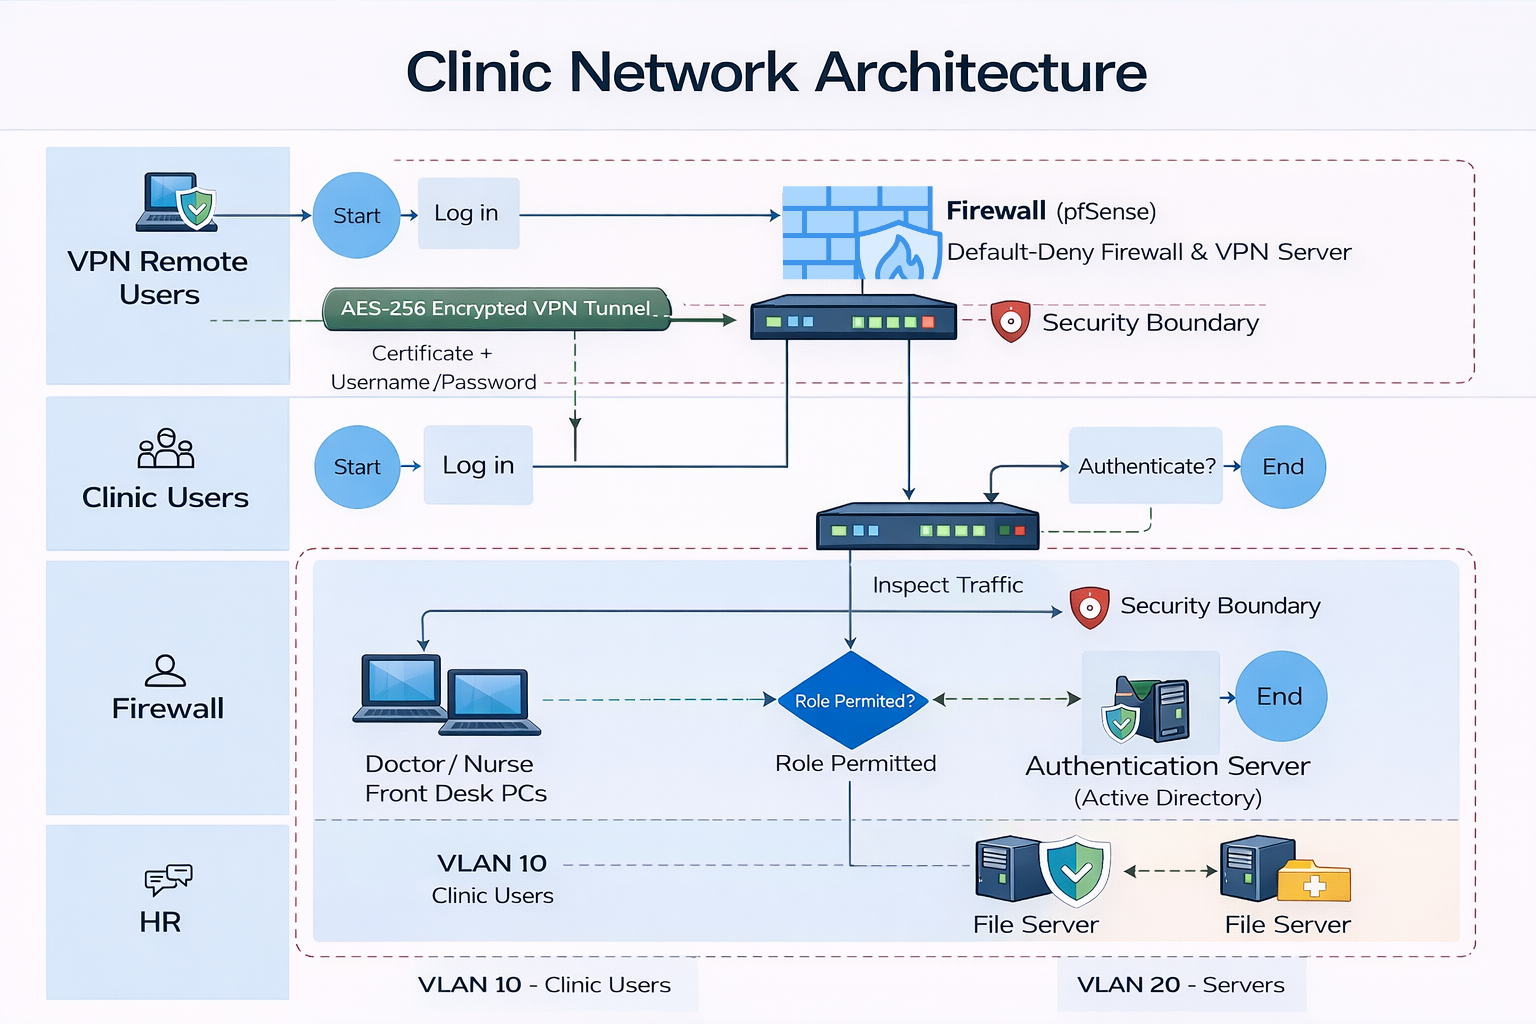 Clinic Network Architecture
VPN Remote
Users
Start
Log in
Firewall (pfSense)
Default-Deny Firewall & VPN Server
AES-256 Encrypted VPN Tunnel
Security Boundary
Certificate +
Username/Password
Clinic Users
Start
Log in
Authenticate?
End
Firewall
Inspect Traffic
Security Boundary
Role Permited?
End
Doctor / Nurse
Front Desk PCs
Role Permitted
Authentication Server
(Active Directory)
HR
VLAN 10
Clinic Users
File Server
File Server
VLAN 10 - Clinic Users
VLAN 20 - Servers